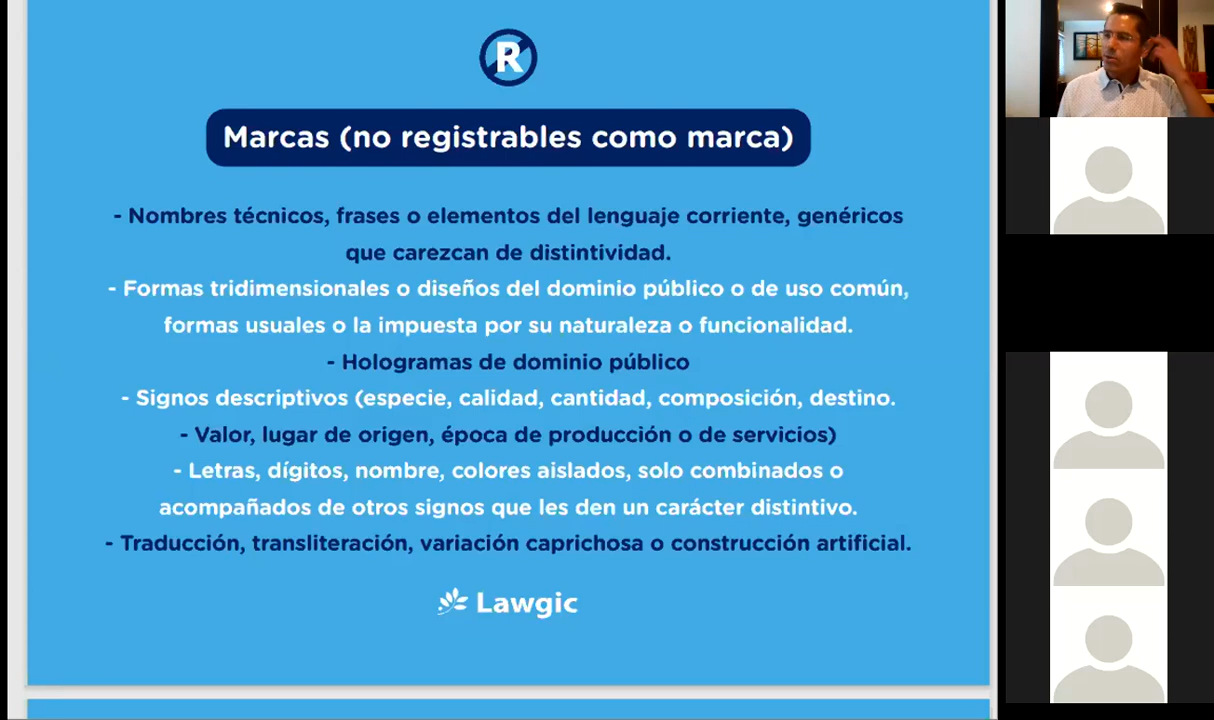 R
Marcas (no registrables como marca)
- Nombres técnicos, frases o elementos del lenguaje corriente, genéricos
que carezcan de distintividad.
- Formas tridimensionales o diseños del dominio público o de uso común,
formas usuales o la impuesta por su naturaleza o funcionalidad.
- Hologramas de dominio público
- Signos descriptivos (especie, calidad, cantidad, composición, destino.
- Valor, lugar de origen, época de producción o de servicios)
- Letras, dígitos, nombre, colores aislados, solo combinados o
acompañados de otros signos que les den un carácter distintivo.
- Traducción, transliteración, variación caprichosa o construcción artificial.
Lawgic